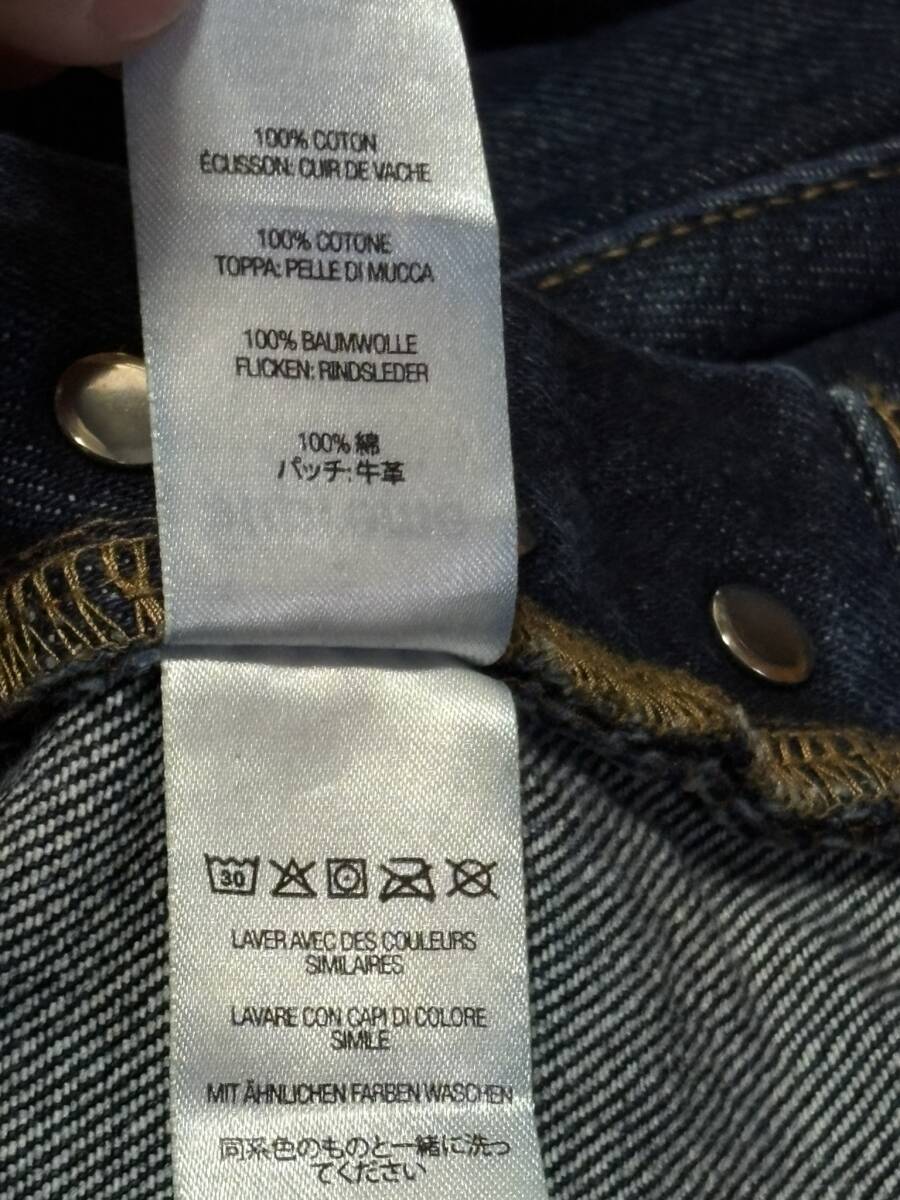 100% COTON
ÉCUSSON: CUIR DE VACHE
100% COTONE
TOPPA: PELLE DI MUCCA
100% BAUMWOLLE
FLICKEN: RINDSLEDER
100% 綿
パッチ:牛革
30
LAVER AVEC DES COULEURS
SIMILAIRES
LAVARE CON CAPI DI COLORE
SIMILE
MIT ÄHNLICHEN FARBEN WASCHEN
同系色のものと一緒に洗っ
てください